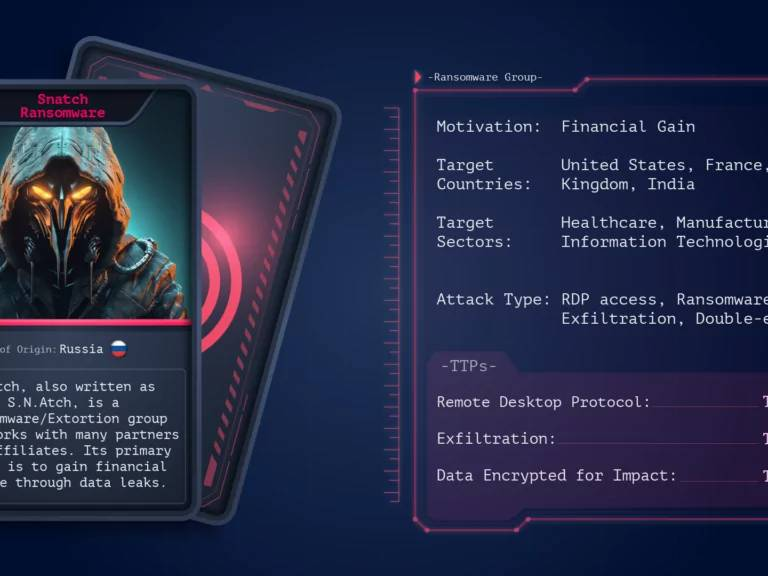 Snatch
Ransomware
of Origin: Russia
tch, also written as
S.N.Atch, is a
mware/Extortion group
orks with many partners
ffiliates. Its primary
is to gain financial
e through data leaks.
-Ransomware Group-
Motivation: Financial Gain
Target Countries: United States, France,
Kingdom, India
Target Sectors: Healthcare, Manufactur
Information Technologi
Attack Type: RDP access, Ransomware
Exfiltration, Double-e
-TTPs-
Remote Desktop Protocol: T
Exfiltration: T
Data Encrypted for Impact: T